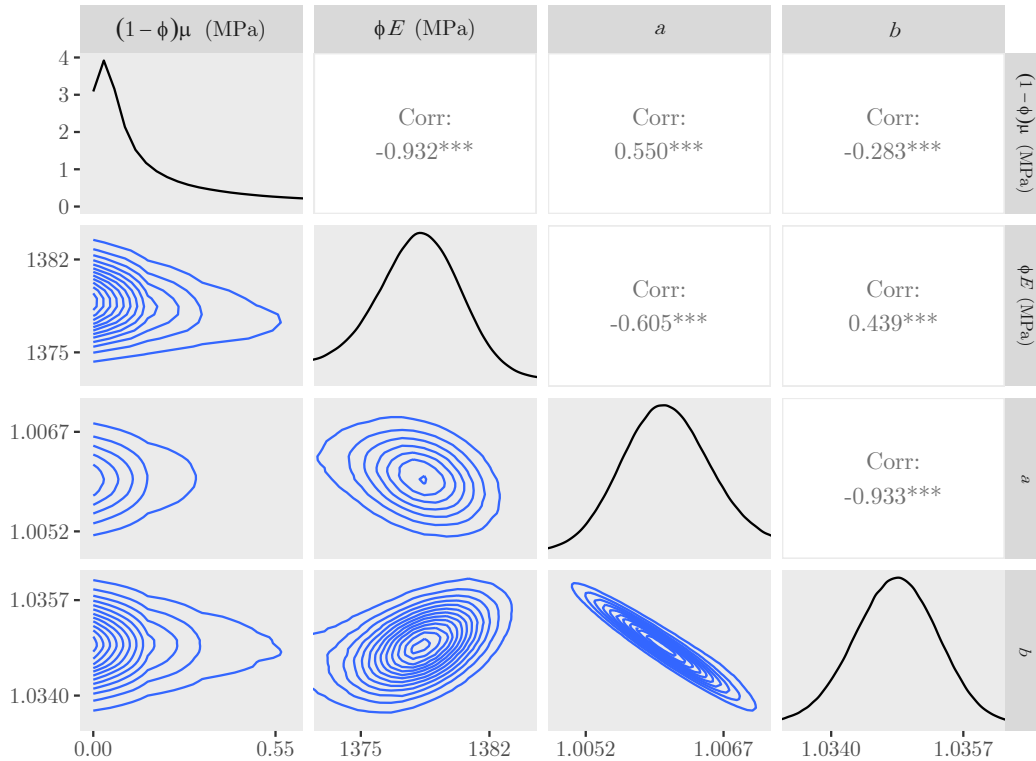 (1 − ϕ)μ (MPa)
ϕE (MPa)
a
b
4
3
2
1
0
Corr:
-0.932***
Corr:
0.550***
Corr:
-0.283***
(1 − ϕ)μ (MPa)
1382
1375
Corr:
-0.605***
Corr:
0.439***
ϕE (MPa)
1.0067
1.0052
Corr:
-0.933***
a
1.0357
1.0340
b
0.00
0.55
1375
1382
1.0052
1.0067
1.0340
1.0357